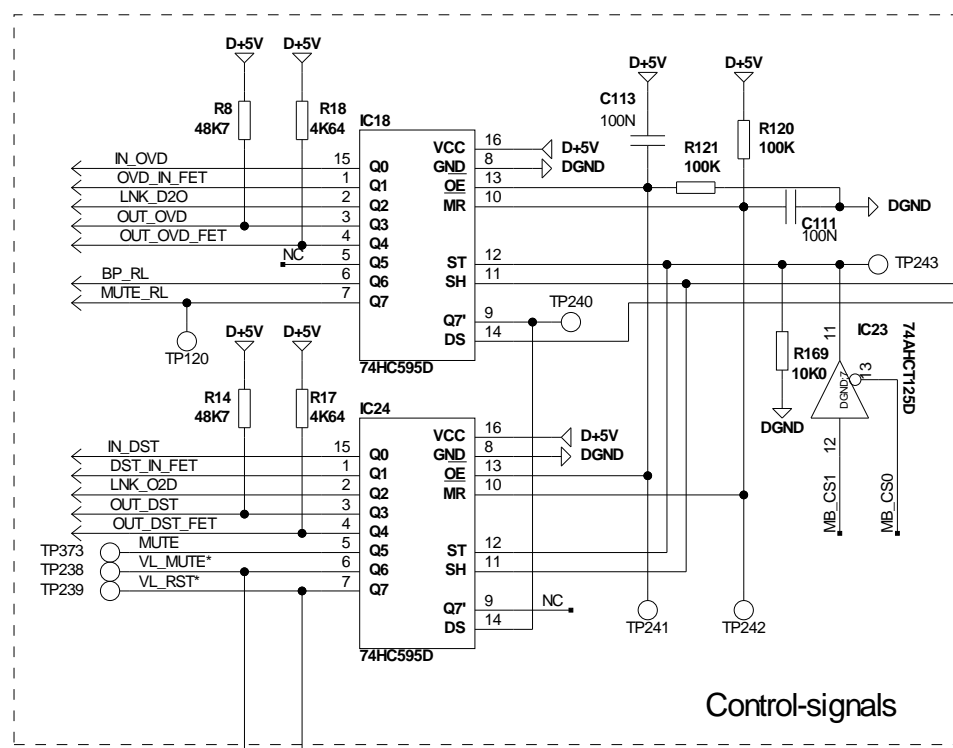 D+5V D+5V D+5V D+5V
R8 48K7
R18 4K64
C113 100N
R120 100K
R121 100K
C111 100N
DGND
IC18
IN_OVD 15 Q0 VCC 16 D+5V
OVD_IN_FET 1 Q1 GND 8 DGND
LNK_D2O 2 Q2 OE 13
OUT_OVD 3 Q3 MR 10
OUT_OVD_FET 4 Q4
NC 5 Q5 ST 12 TP243
BP_RL 6 Q6 SH 11
MUTE_RL 7 Q7
Q7' 9 TP240
DS 14
TP120
74HC595D
D+5V D+5V
R14 48K7
R17 4K64
R169 10K0
DGND
11 IC23
74AHCT125D
DGND;7
13
12
MB_CS1
MB_CS0
IC24
IN_DST 15 Q0 VCC 16 D+5V
DST_IN_FET 1 Q1 GND 8 DGND
LNK_O2D 2 Q2 OE 13
OUT_DST 3 Q3 MR 10
OUT_DST_FET 4 Q4
TP373 MUTE 5 Q5 ST 12
TP238 VL_MUTE* 6 Q6 SH 11
TP239 VL_RST* 7 Q7
Q7' 9 NC
DS 14
TP241
TP242
74HC595D
Control-signals